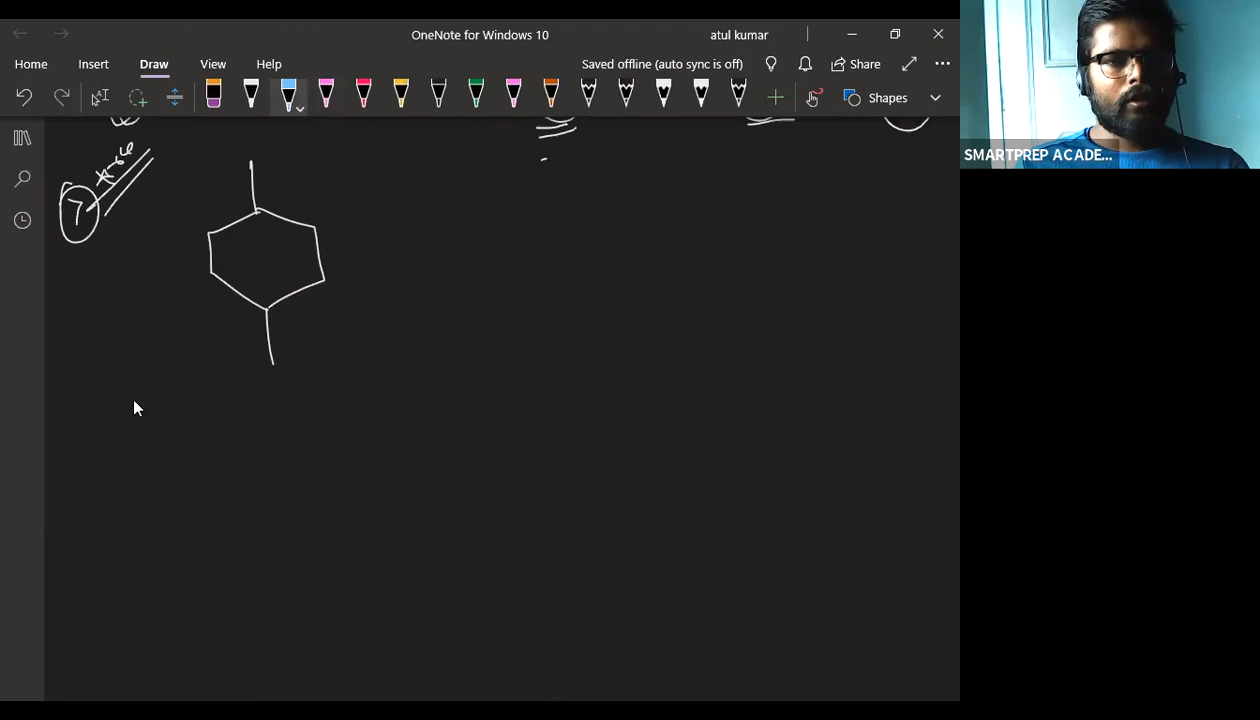 OneNote for Windows 10
atul kumar
Home Insert Draw View Help
Saved offline (auto sync is off)
Share
Shapes
SMARTPREP ACADE...
7